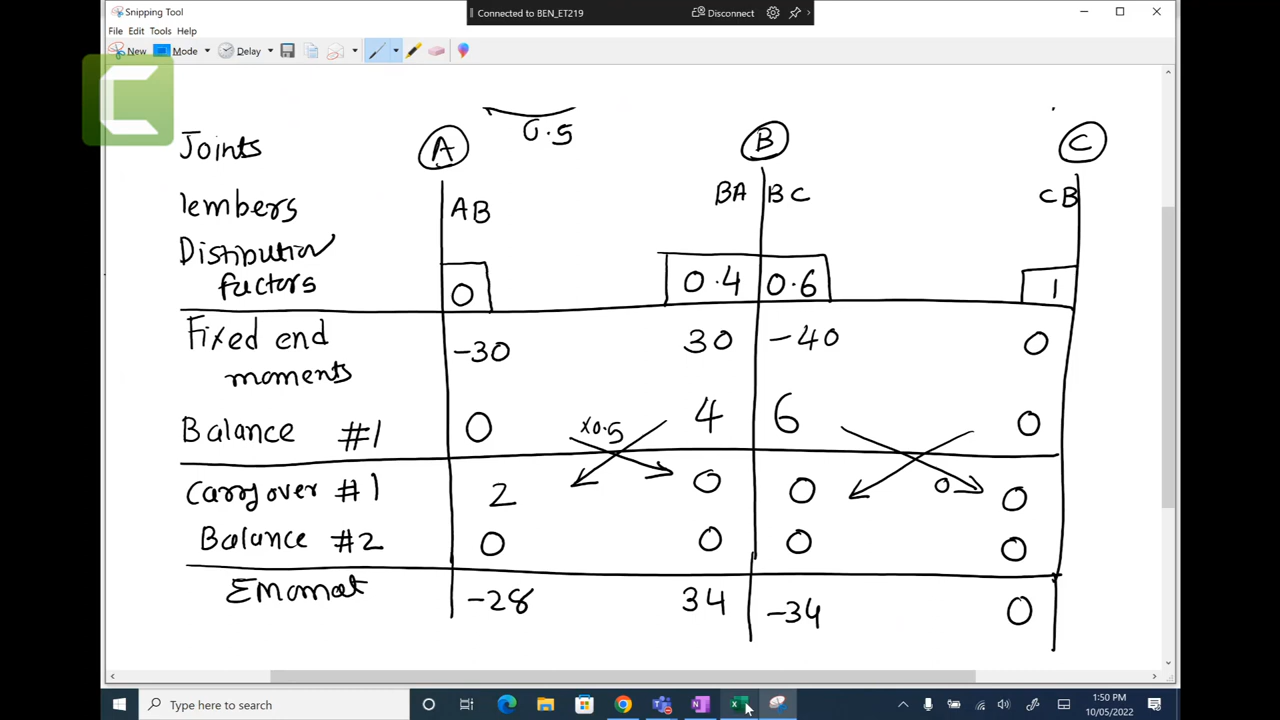 Snipping Tool
Connected to BEN_ET219
Disconnect
File Edit Tools Help
New Mode Delay
0.5
Joints A B C
lembers AB BA BC CB
Distibution
factors 0 0.4 0.6 1
Fixed end -30 30 -40 0
moments
Balance #1 0 x0.5 4 6 0
Carryover #1 2 0 0 0 0
Balance #2 0 0 0 0
ΣMomat -28 34 -34 0
Type here to search
1:50 PM
10/05/2022